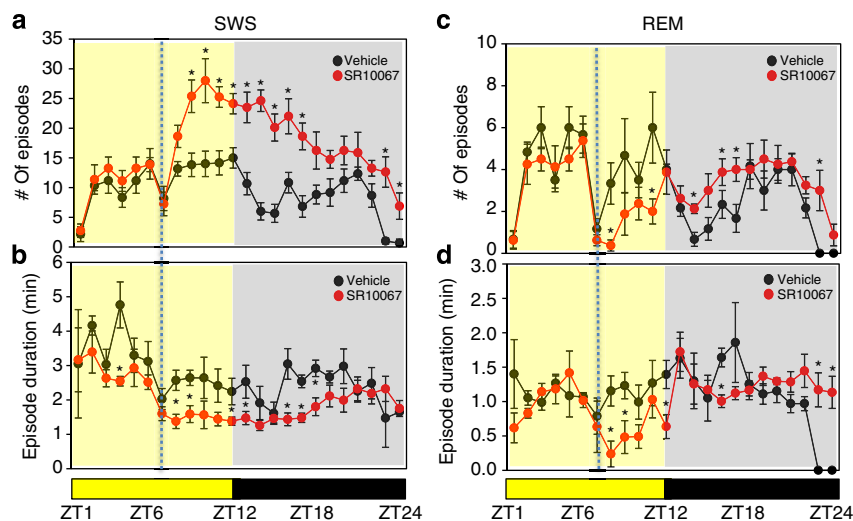 a
SWS
# Of episodes
35
30
25
20
15
10
5
0
Vehicle
SR10067
* * * * * * * * * * *
b
Episode duration (min)
6
5
4
3
2
1
0
Vehicle
SR10067
* * * * * * * *
c
REM
# Of episodes
10
8
6
4
2
0
Vehicle
SR10067
* * * * * *
d
Episode duration (min)
3.0
2.5
2.0
1.5
1.0
0.5
0.0
Vehicle
SR10067
* * * * * * *
ZT1 ZT6 ZT12 ZT18 ZT24
ZT1 ZT6 ZT12 ZT18 ZT24